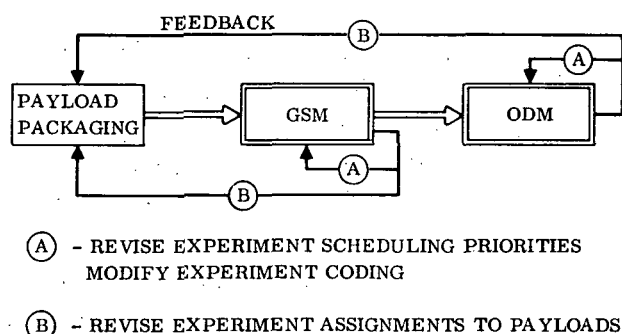 FEEDBACK
B
A
PAYLOAD
PACKAGING
GSM
ODM
A
B
A - REVISE EXPERIMENT SCHEDULING PRIORITIES
MODIFY EXPERIMENT CODING
B - REVISE EXPERIMENT ASSIGNMENTS TO PAYLOADS